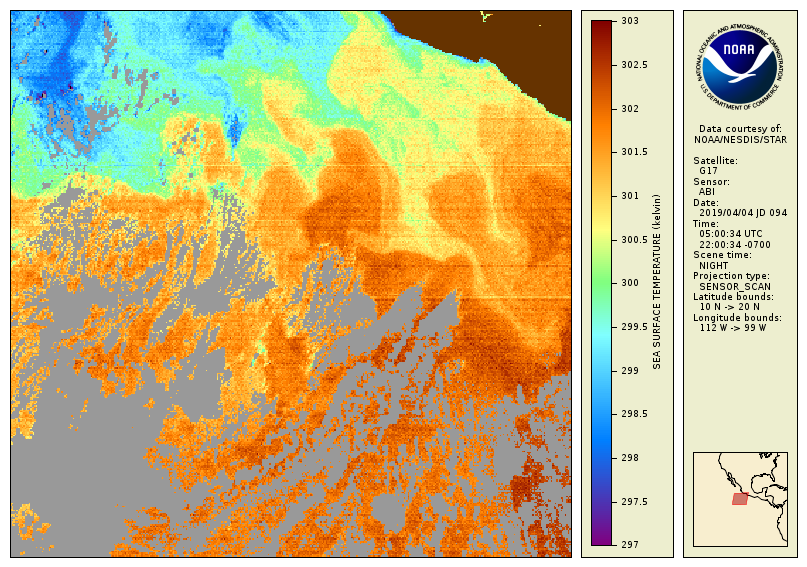 303
302.5
302
301.5
301
300.5
300
299.5
299
298.5
298
297.5
297
SEA SURFACE TEMPERATURE (kelvin)
NATIONAL OCEANIC AND ATMOSPHERIC ADMINISTRATION
NOAA
U.S. DEPARTMENT OF COMMERCE
Data courtesy of:
NOAA/NESDIS/STAR
Satellite:
G17
Sensor:
ABI
Date:
2019/04/04 JD 094
Time:
05:00:34 UTC
22:00:34 -0700
Scene time:
NIGHT
Projection type:
SENSOR_SCAN
Latitude bounds:
10 N -> 20 N
Longitude bounds:
112 W -> 99 W